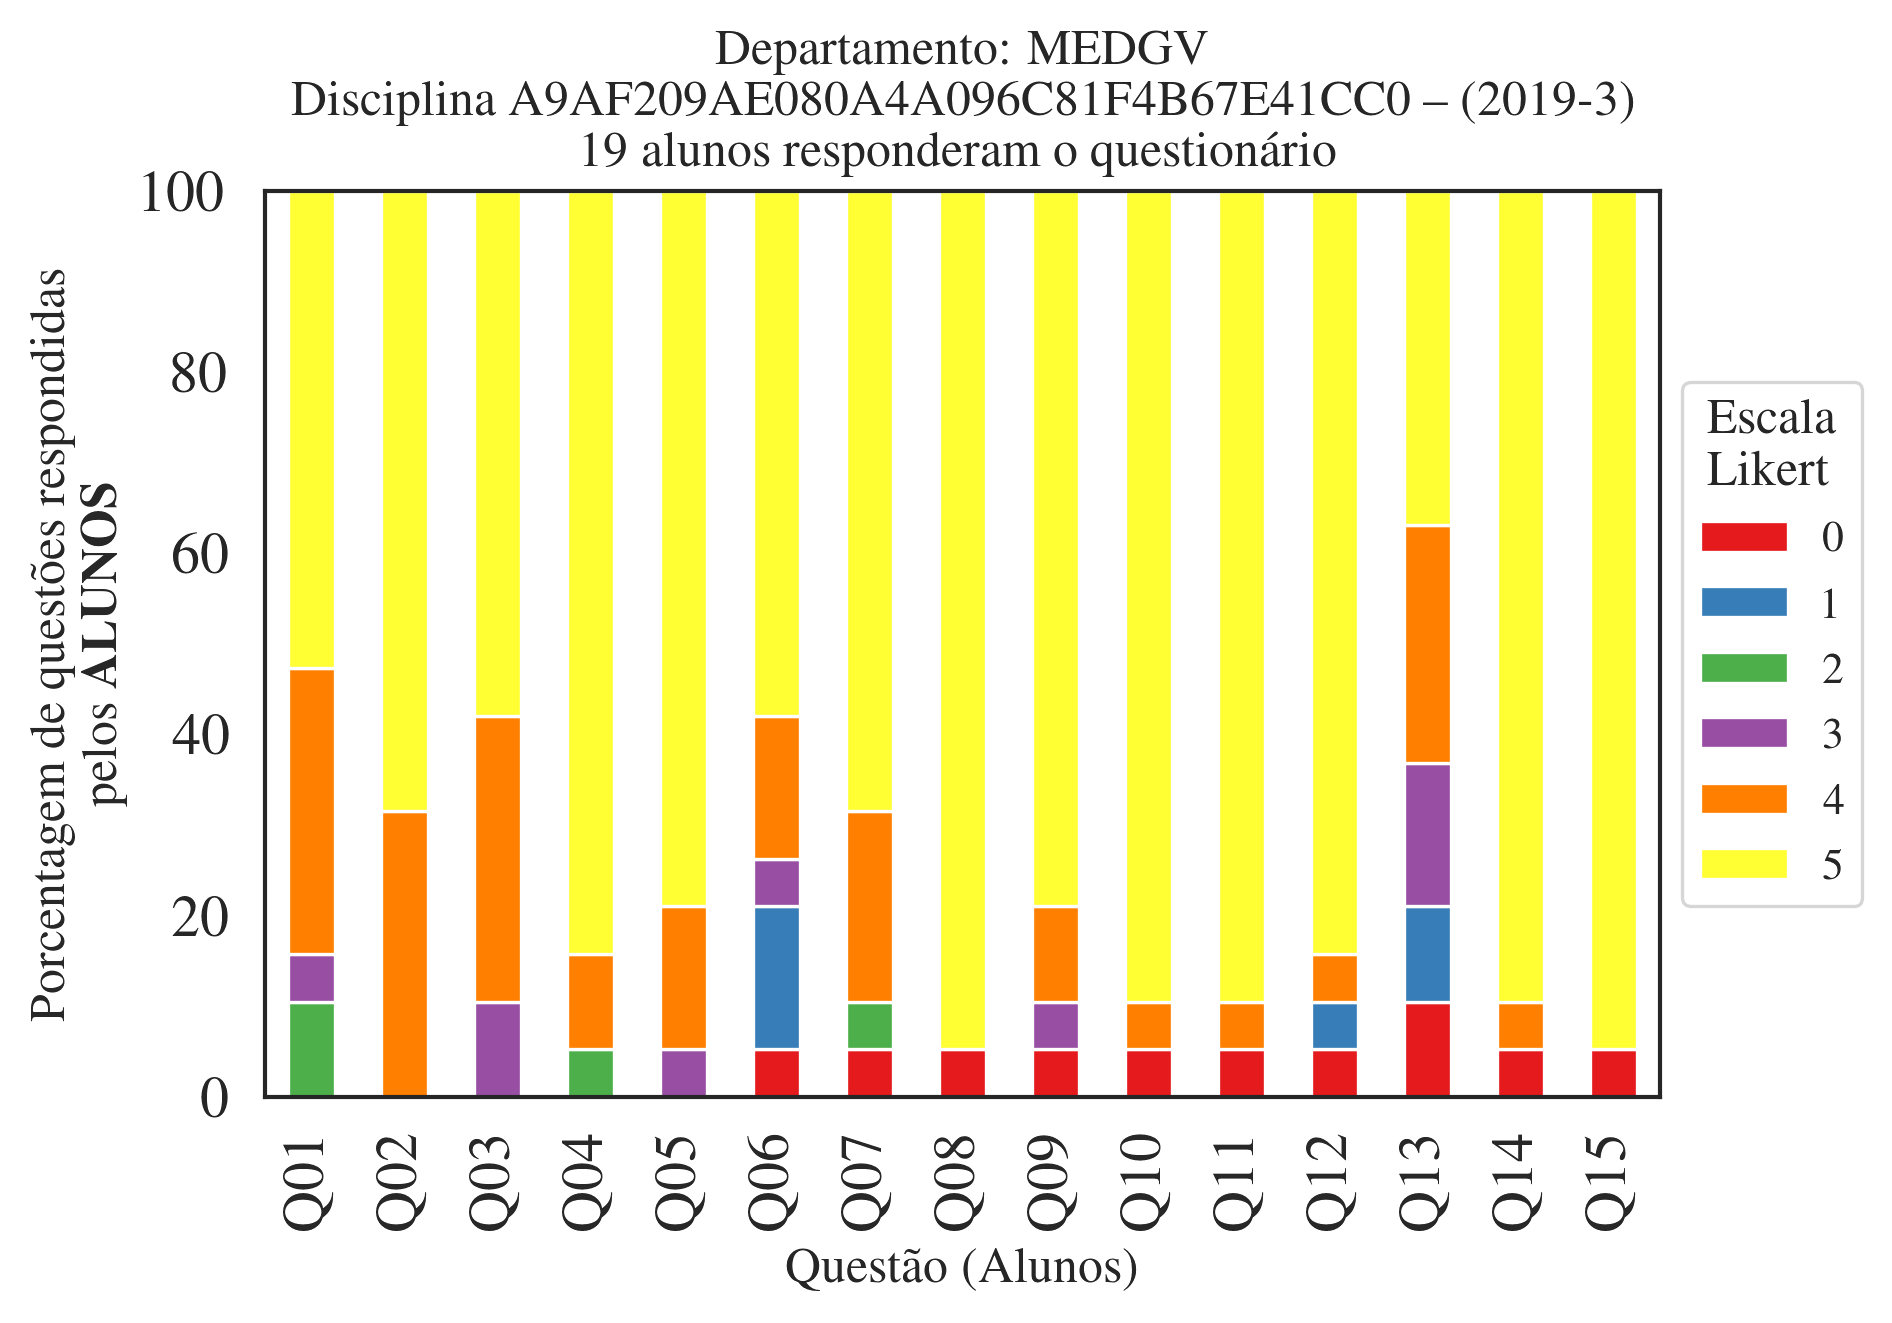 Departamento: MEDGV
Disciplina A9AF209AE080A4A096C81F4B67E41CC0 – (2019-3)
19 alunos responderam o questionário
Porcentagem de questões respondidas
pelos ALUNOS
100
80
60
40
20
0
Q01
Q02
Q03
Q04
Q05
Q06
Q07
Q08
Q09
Q10
Q11
Q12
Q13
Q14
Q15
Questão (Alunos)
Escala
Likert
0
1
2
3
4
5